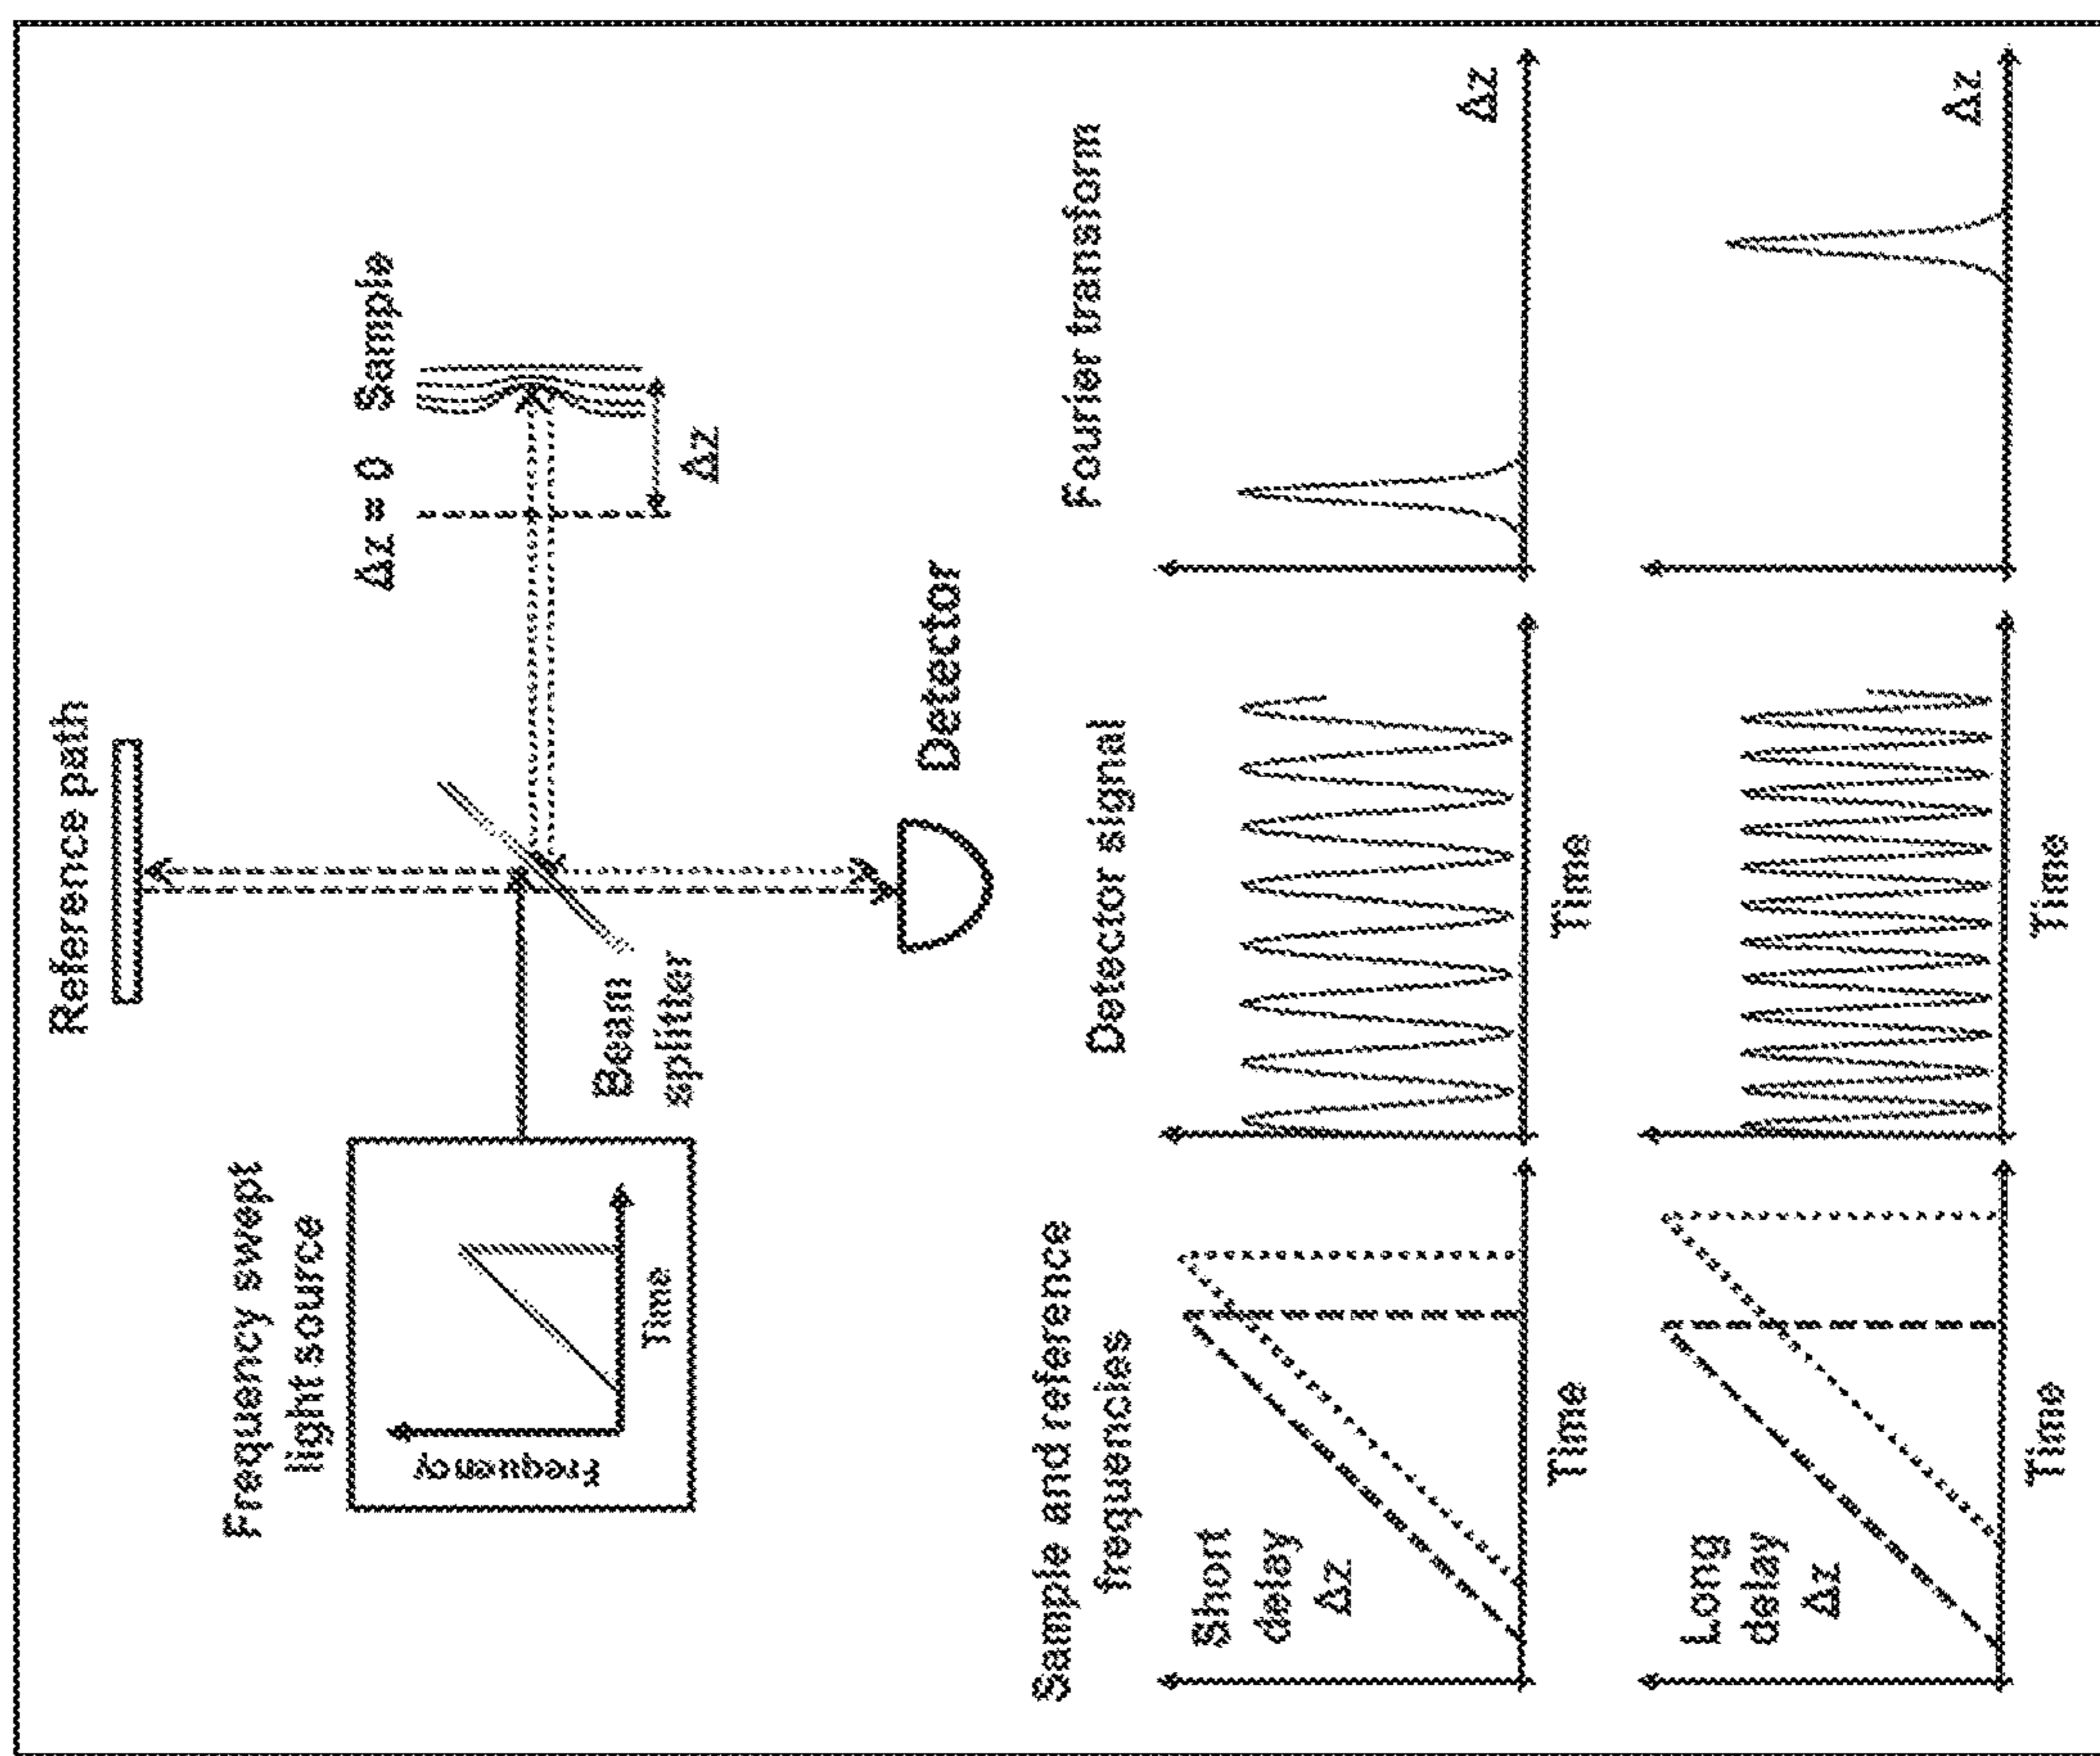 Reference path
Frequency swept
light source
Frequency
Time
Beam
splitter
Δz = 0
Sample
Δz
Detector
Sample and reference
frequencies
Detector signal
Fourier transform
Short
delay
Δz
Time
Time
Δz
Long
delay
Δz
Time
Time
Δz